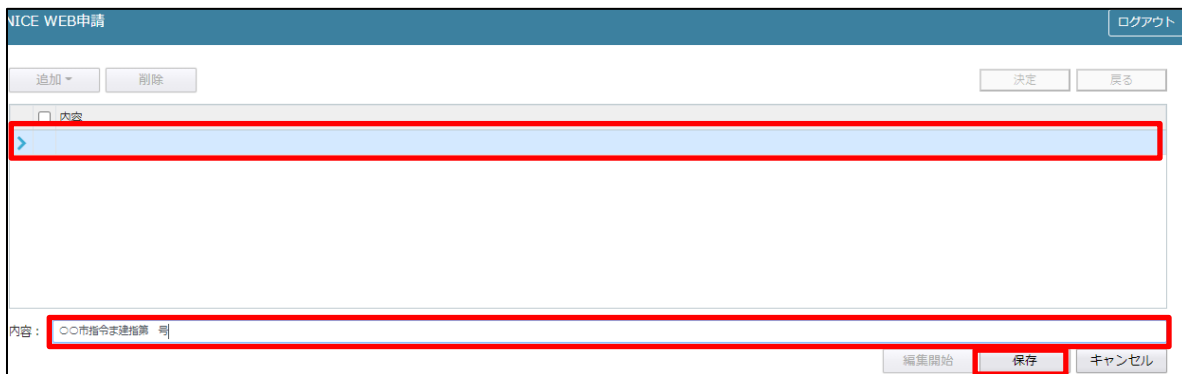 NICE WEB申請
ログアウト
追加 削除 決定 戻る
内容
内容： 〇〇市指令ま建指第　号
編集開始 保存 キャンセル